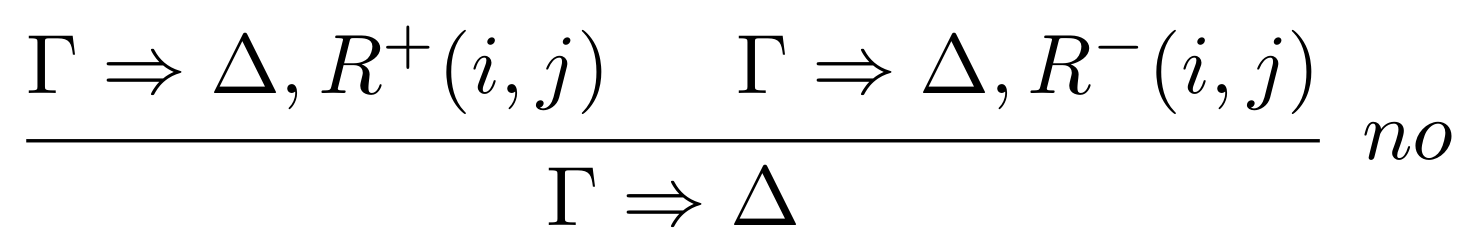 Γ ⇒ Δ, R⁺(i, j) Γ ⇒ Δ, R⁻(i, j)
no
Γ ⇒ Δ